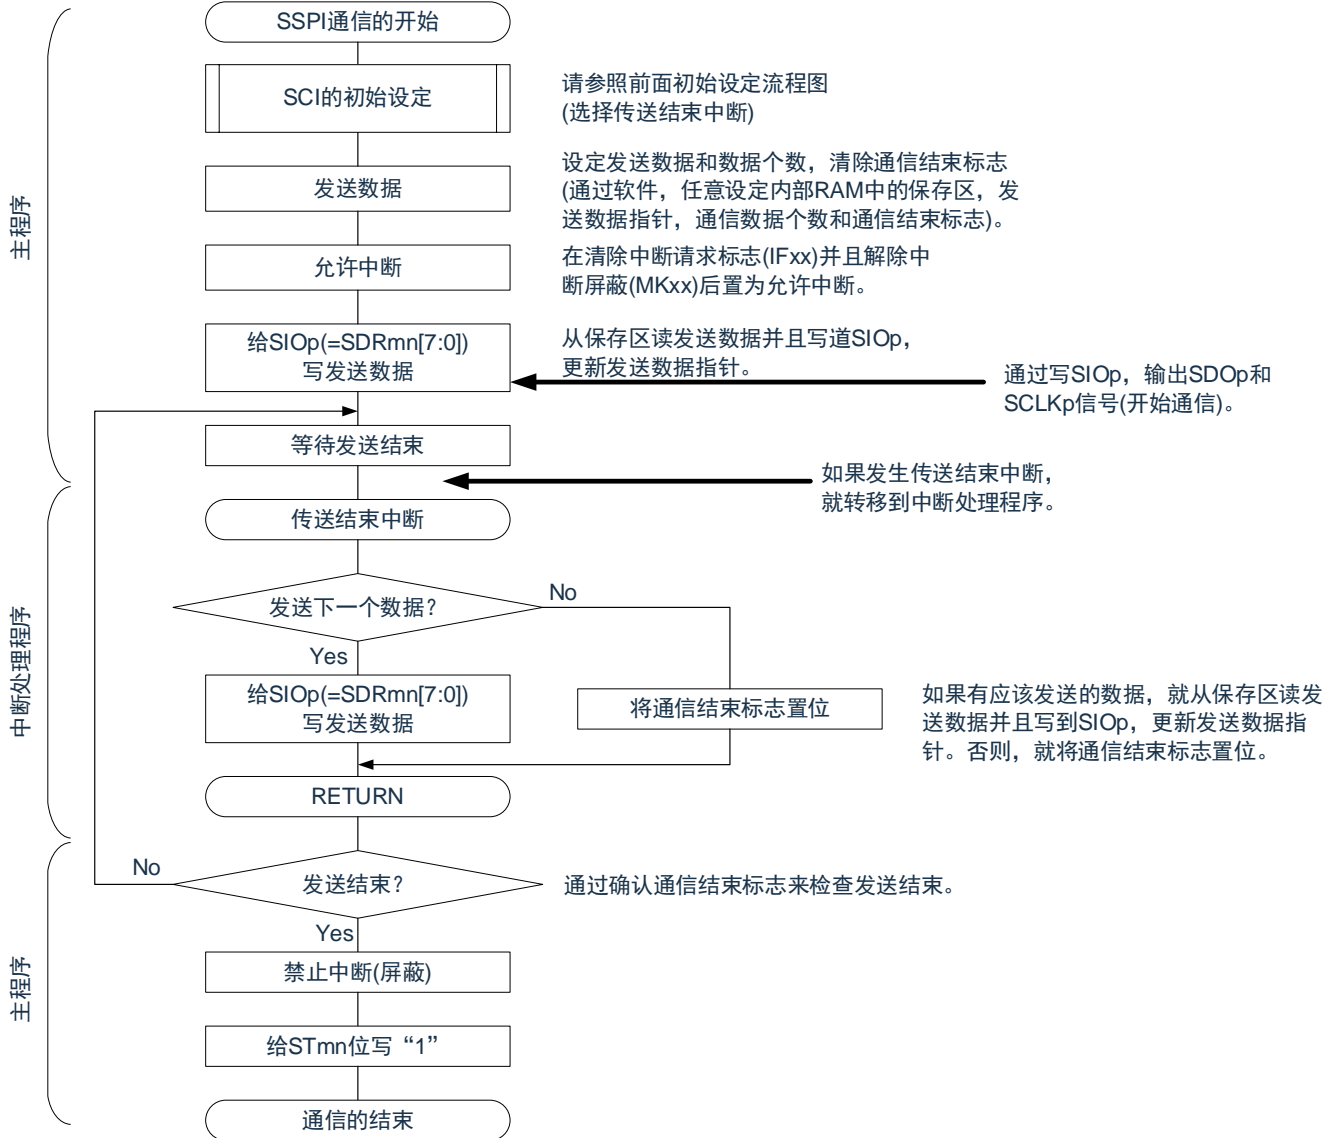 SSPI通信的开始
SCI的初始设定
请参照前面初始设定流程图
(选择传送结束中断)
主程序
发送数据
设定发送数据和数据个数，清除通信结束标志
(通过软件，任意设定内部RAM中的保存区，发
送数据指针，通信数据个数和通信结束标志)。
允许中断
在清除中断请求标志(IFxx)并且解除中
断屏蔽(MKxx)后置为允许中断。
给SIOp(=SDRmn[7:0])
写发送数据
从保存区读发送数据并且写道SIOp，
更新发送数据指针。
通过写SIOp，输出SDOp和
SCLKp信号(开始通信)。
等待发送结束
如果发生传送结束中断，
就转移到中断处理程序。
传送结束中断
中断处理程序
发送下一个数据？
No
Yes
给SIOp(=SDRmn[7:0])
写发送数据
将通信结束标志置位
如果有应该发送的数据，就从保存区读发
送数据并且写到SIOp，更新发送数据指
针。否则，就将通信结束标志置位。
RETURN
No
发送结束？
通过确认通信结束标志来检查发送结束。
Yes
主程序
禁止中断(屏蔽)
给STmn位写“1”
通信的结束